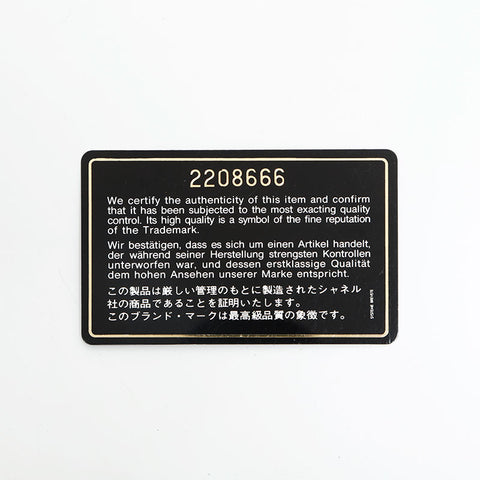 2208666
We certify the authenticity of this item and confirm
that it has been subjected to the most exacting quality
control. Its high quality is a symbol of the fine reputation
of the Trademark.
Wir bestätigen, dass es sich um einen Artikel handelt,
der während seiner Herstellung strengsten Kontrollen
unterworfen war, und dessen erstklassige Qualität
dem hohen Ansehen unserer Marke entspricht.
この製品は厳しい管理のもとに製造されたシャネル
社の商品であることを証明いたします。
このブランド・マークは最高級品質の象徴です。